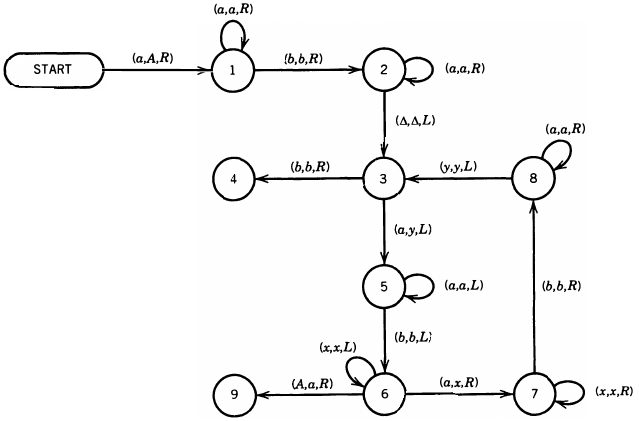 (a,a,R)
START
(a,A,R)
1
(b,b,R)
2
(a,a,R)
(Δ,Δ,L)
(a,a,R)
4
(b,b,R)
3
(y,y,L)
8
(a,y,L)
5
(a,a,L)
(b,b,R)
(b,b,L)
(x,x,L)
9
(A,a,R)
6
(a,x,R)
7
(x,x,R)